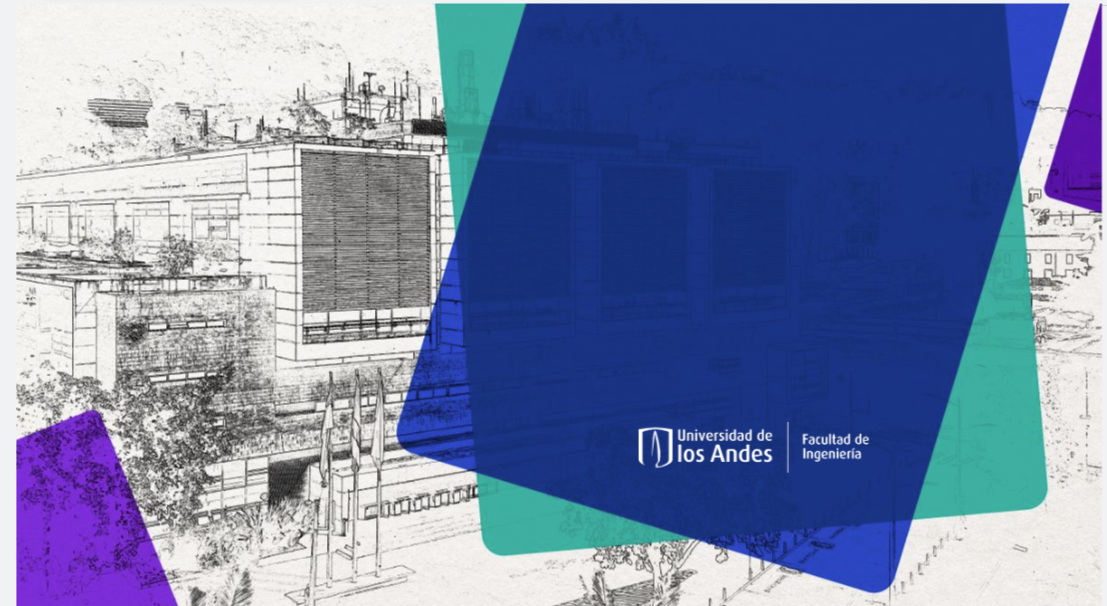 Universidad de
los Andes
Facultad de
Ingeniería